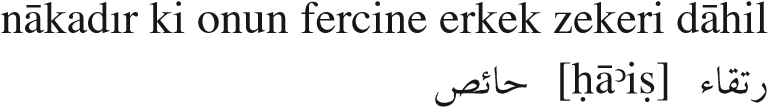 nākadır ki onun fercine erkek zekeri dāhil
رتقاء [ḥāʾiṣ] حائص